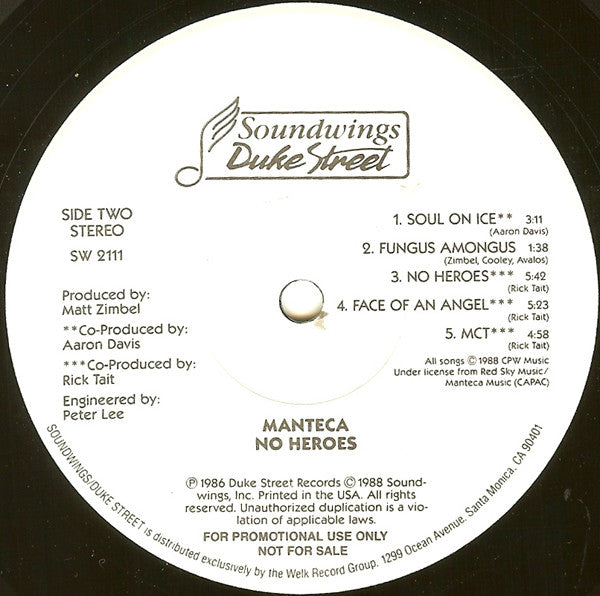 Soundwings
Duke Street
SIDE TWO
STEREO
SW 2111
Produced by:
Matt Zimbel
**Co-Produced by:
Aaron Davis
***Co-Produced by:
Rick Tait
Engineered by:
Peter Lee
1. SOUL ON ICE** 3:11
(Aaron Davis)
2. FUNGUS AMONGUS 1:38
(Zimbel, Cooley, Avalos)
3. NO HEROES*** 5:42
(Rick Tait)
4. FACE OF AN ANGEL*** 5:23
(Rick Tait)
5. MCT*** 4:58
(Rick Tait)
All songs ©1988 CPW Music
Under license from Red Sky Music/
Manteca Music (CAPAC)
MANTECA
NO HEROES
℗1986 Duke Street Records ©1988 Sound-
wings, Inc. Printed in the USA. All rights
reserved. Unauthorized duplication is a vio-
lation of applicable laws.
FOR PROMOTIONAL USE ONLY
NOT FOR SALE
SOUNDWINGS/DUKE STREET is distributed exclusively by the Welk Record Group. 1299 Ocean Avenue, Santa Monica, CA 90401